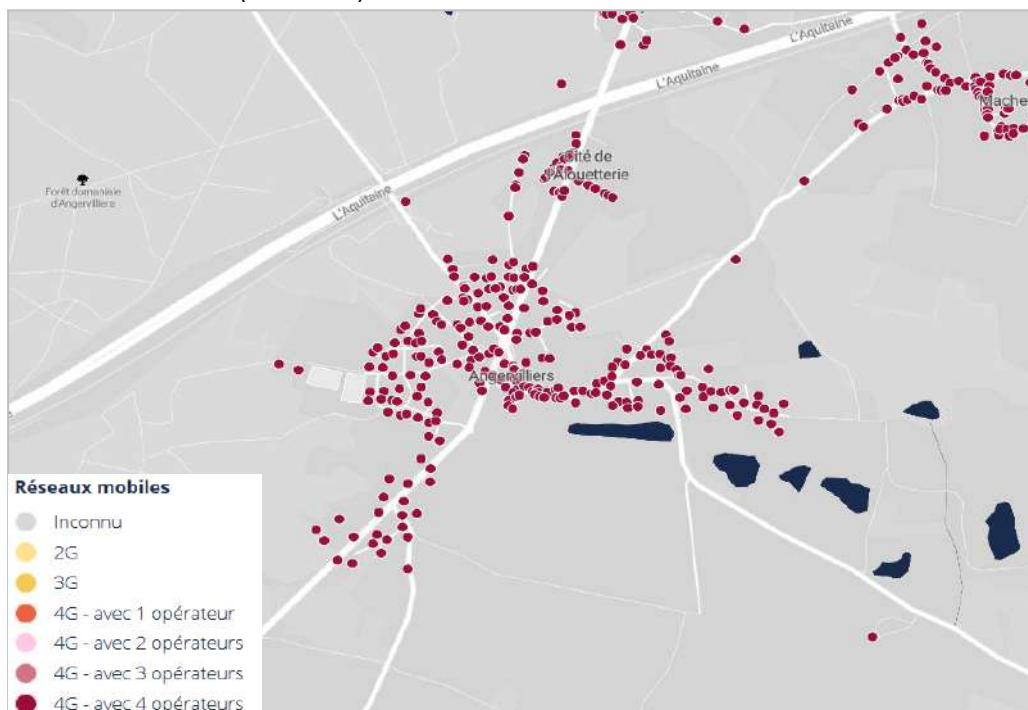 L'Aquitaine
L'Aquitaine
Mache
Cité de
l'Alouetterie
Forêt domaniale
d'Angervilliers
L'Aquitaine
Angervilliers
Réseaux mobiles
Inconnu
2G
3G
4G - avec 1 opérateur
4G - avec 2 opérateurs
4G - avec 3 opérateurs
4G - avec 4 opérateurs